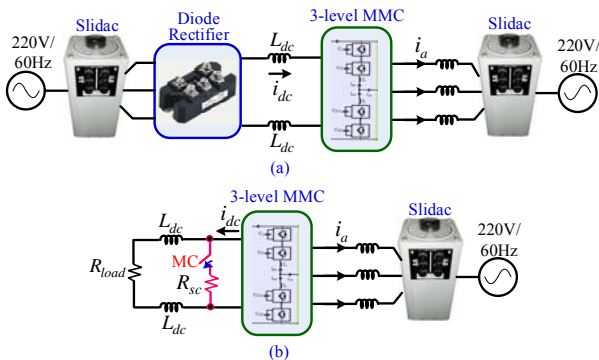 Slidac
Diode
Rectifier
3-level MMC
Slidac
220V/
60Hz
L_dc
i_dc
L_dc
i_a
220V/
60Hz
(a)
3-level MMC
Slidac
L_dc
i_dc
MC
R_load
R_sc
L_dc
i_a
220V/
60Hz
(b)